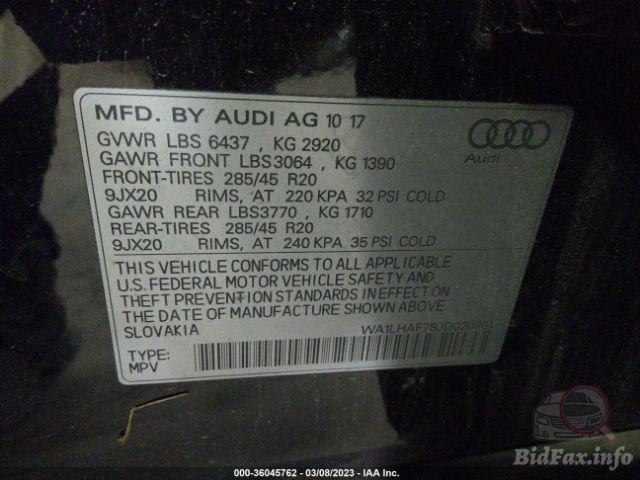 MFD. BY AUDI AG 10 17
GVWR LBS 6437 , KG 2920
GAWR FRONT LBS3064 , KG 1390
FRONT-TIRES 285/45 R20
9JX20 RIMS, AT 220 KPA 32 PSI COLD
GAWR REAR LBS3770 , KG 1710
REAR-TIRES 285/45 R20
9JX20 RIMS, AT 240 KPA 35 PSI COLD
Audi
THIS VEHICLE CONFORMS TO ALL APPLICABLE
U.S. FEDERAL MOTOR VEHICLE SAFETY AND
THEFT PREVENTION STANDARDS IN EFFECT ON
THE DATE OF MANUFACTURE SHOWN ABOVE
SLOVAKIA
TYPE:
MPV
BidFax.info
000-36045762 - 03/08/2023 - IAA Inc.